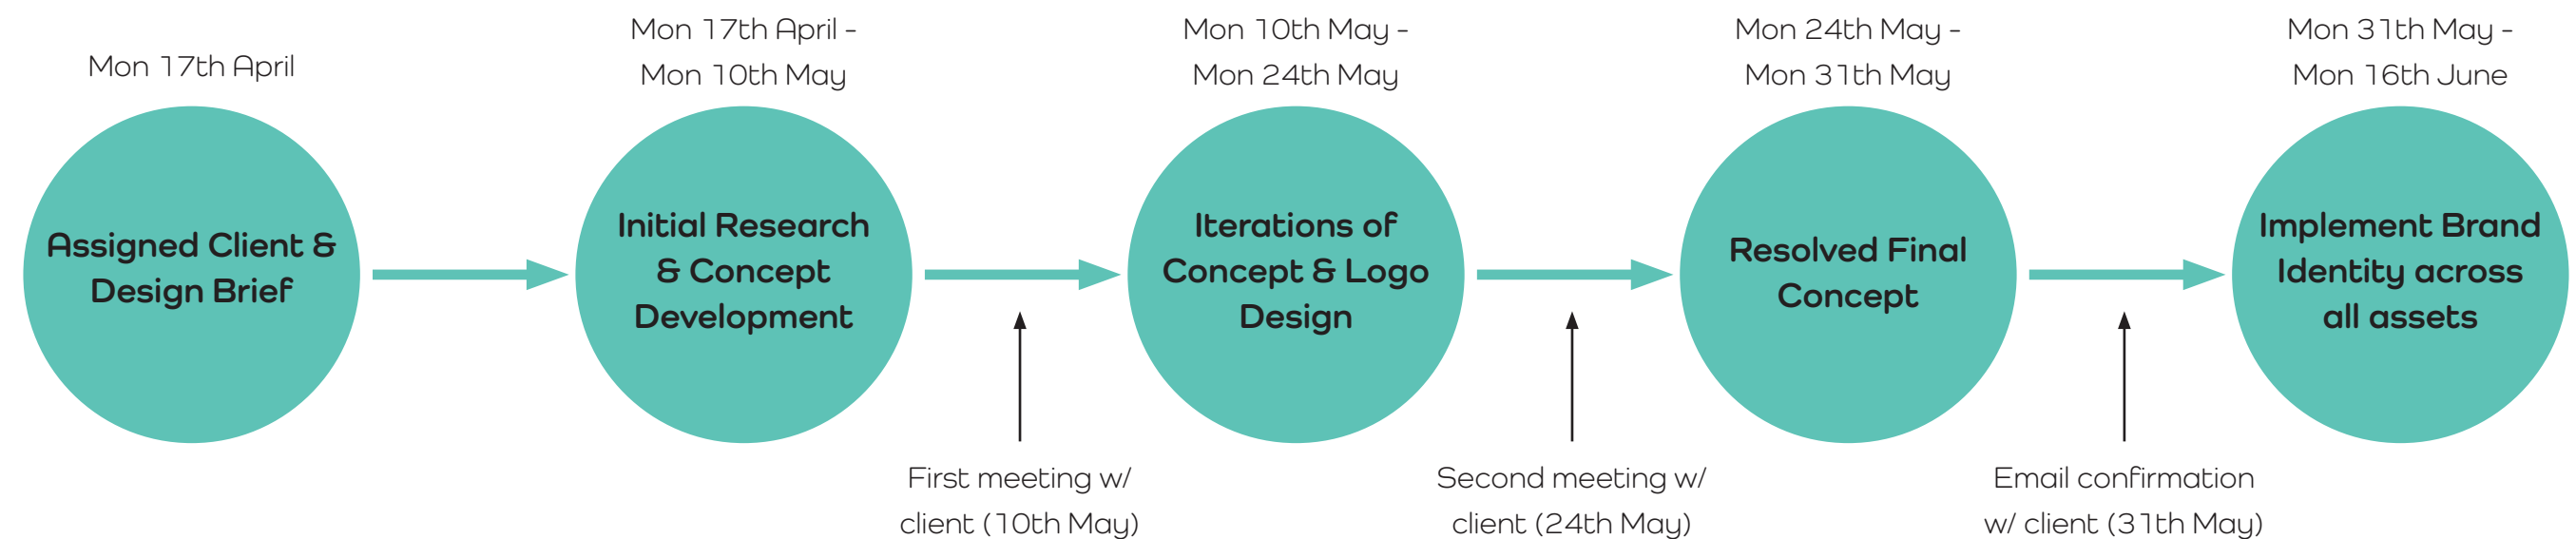 Mon 17th April
Assigned Client &
Design Brief
Mon 17th April -
Mon 10th May
Initial Research
& Concept
Development
First meeting w/
client (10th May)
Mon 10th May -
Mon 24th May
Iterations of
Concept & Logo
Design
Second meeting w/
client (24th May)
Mon 24th May -
Mon 31th May
Resolved Final
Concept
Email confirmation
w/ client (31th May)
Mon 31th May -
Mon 16th June
Implement Brand
Identity across
all assets